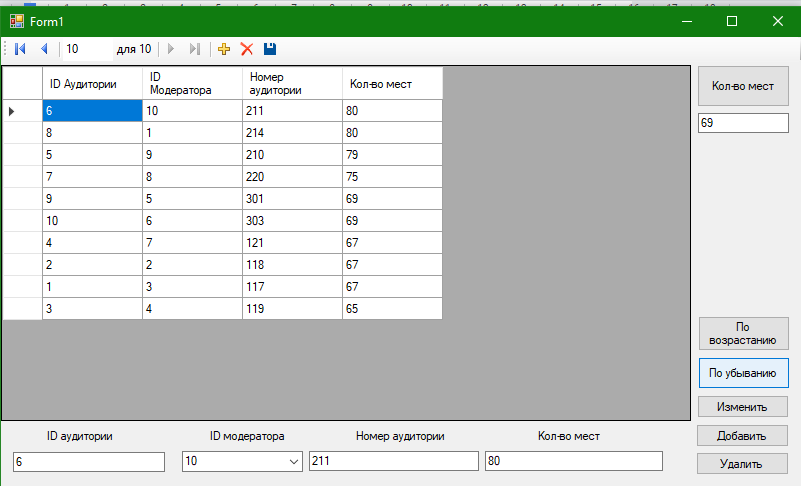 Form1
10 для 10
ID Аудитории ID Модератора Номер аудитории Кол-во мест
6 10 211 80
8 1 214 80
5 9 210 79
7 8 220 75
9 5 301 69
10 6 303 69
4 7 121 67
2 2 118 67
1 3 117 67
3 4 119 65
Кол-во мест
69
По
возрастанию
По убыванию
Изменить
Добавить
Удалить
ID аудитории ID модератора Номер аудитории Кол-во мест
6 10 211 80